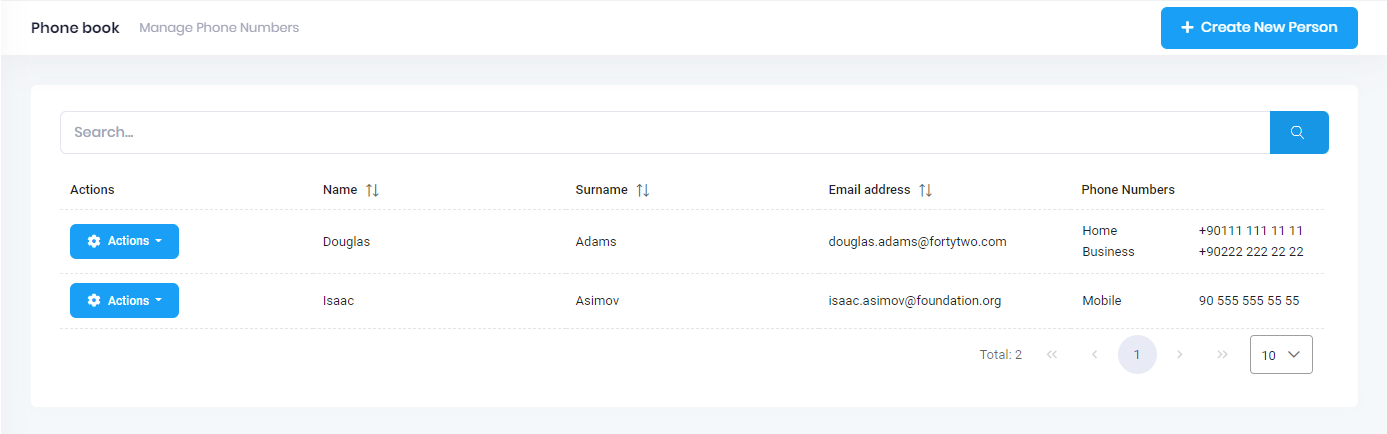 Phone book Manage Phone Numbers + Create New Person
Search...
Actions Name Surname Email address Phone Numbers
Actions Douglas Adams douglas.adams@fortytwo.com Home +90111 111 11 11
Business +90222 222 22 22
Actions Isaac Asimov isaac.asimov@foundation.org Mobile 90 555 555 55 55
Total: 2 << < 1 > >> 10